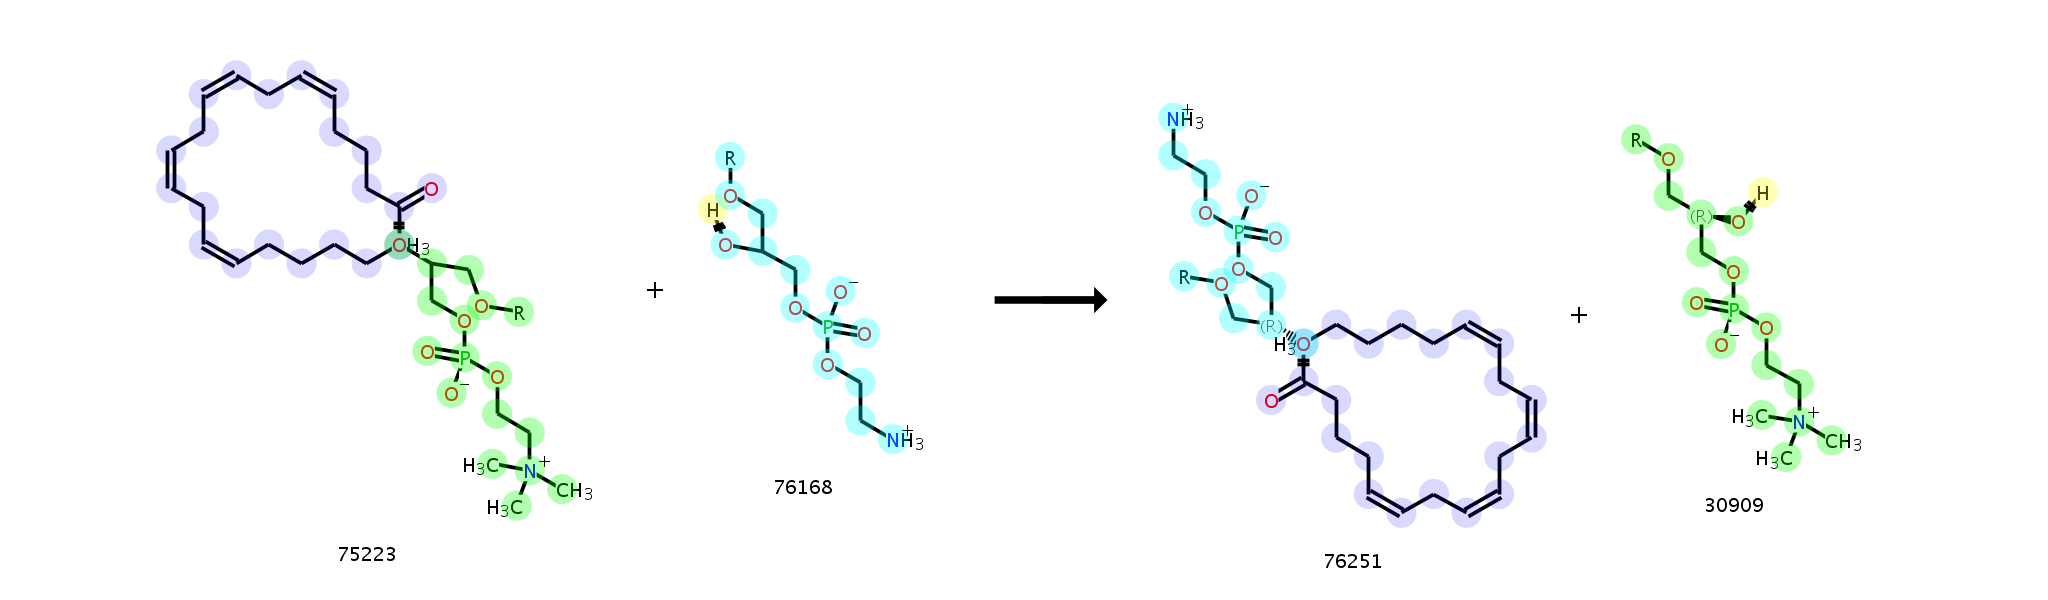 O
OH3
O
R
O
O
P
O
O−
N+
H3C
CH3
H3C
75223
+
R
O
H
O
O
O−
P
O
O
NH3+
76168
NH3+
O
O−
P
O
O
R
O
(R)
H3O
O
76251
+
R
O
H
(R)
O
O
O
P
O
O−
H3C
N+
CH3
H3C
30909